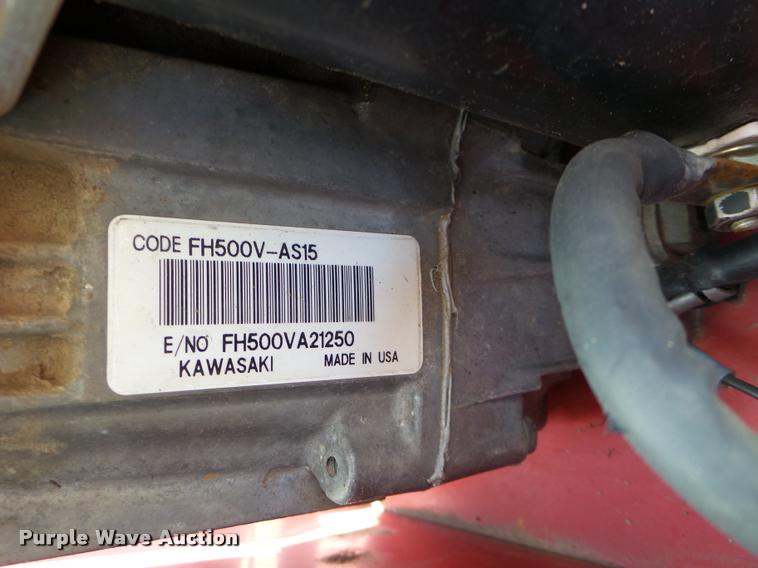 CODE FH500V-AS15
E/NO FH500VA21250
KAWASAKI MADE IN USA
Purple Wave Auction